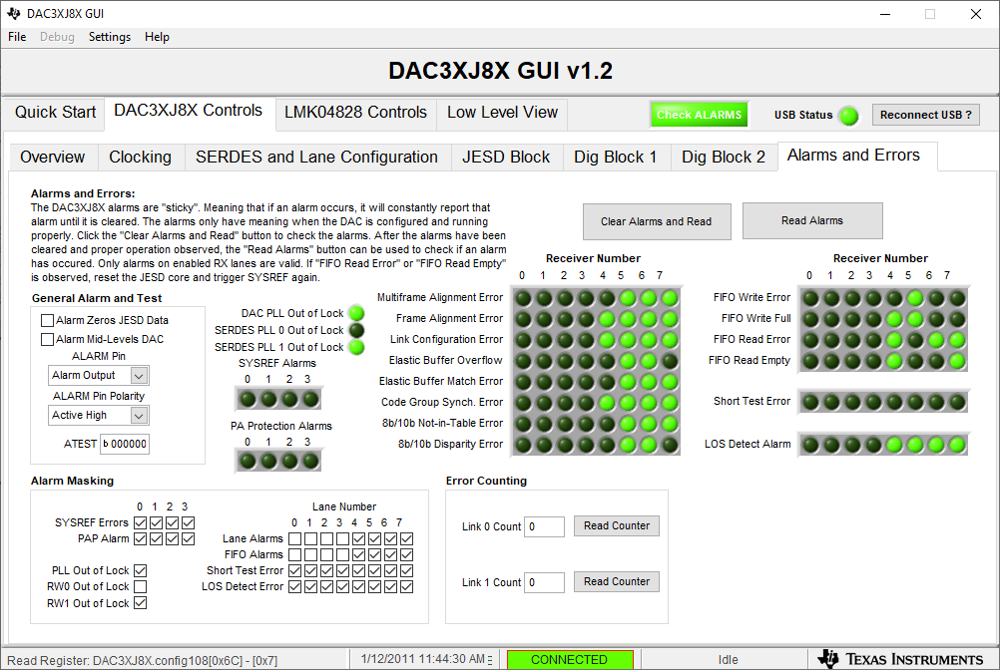 DAC3XJ8X GUI
File Debug Settings Help
DAC3XJ8X GUI v1.2
Quick Start DAC3XJ8X Controls LMK04828 Controls Low Level View Check ALARMS USB Status Reconnect USB ?
Overview Clocking SERDES and Lane Configuration JESD Block Dig Block 1 Dig Block 2 Alarms and Errors
Alarms and Errors:
The DAC3XJ8X alarms are "sticky". Meaning that if an alarm occurs, it will constantly report that
alarm until it is cleared. The alarms only have meaning when the DAC is configured and running
properly. Click the "Clear Alarms and Read" button to check the alarms. After the alarms have been
cleared and proper operation observed, the "Read Alarms" button can be used to check if an alarm
has occured. Only alarms on enabled RX lanes are valid. If "FIFO Read Error" or "FIFO Read Empty"
is observed, reset the JESD core and trigger SYSREF again.
Clear Alarms and Read Read Alarms
General Alarm and Test
Alarm Zeros JESD Data
Alarm Mid-Levels DAC
ALARM Pin
Alarm Output
ALARM Pin Polarity
Active High
ATEST b 000000
DAC PLL Out of Lock
SERDES PLL 0 Out of Lock
SERDES PLL 1 Out of Lock
SYSREF Alarms
0 1 2 3
PA Protection Alarms
0 1 2 3
Receiver Number
0 1 2 3 4 5 6 7
Multiframe Alignment Error
Frame Alignment Error
Link Configuration Error
Elastic Buffer Overflow
Elastic Buffer Match Error
Code Group Synch. Error
8b/10b Not-in-Table Error
8b/10b Disparity Error
Receiver Number
0 1 2 3 4 5 6 7
FIFO Write Error
FIFO Write Full
FIFO Read Error
FIFO Read Empty
Short Test Error
LOS Detect Alarm
Alarm Masking
0 1 2 3
SYSREF Errors
PAP Alarm
PLL Out of Lock
RW0 Out of Lock
RW1 Out of Lock
Lane Number
0 1 2 3 4 5 6 7
Lane Alarms
FIFO Alarms
Short Test Error
LOS Detect Error
Error Counting
Link 0 Count 0 Read Counter
Link 1 Count 0 Read Counter
Read Register: DAC3XJ8X.config108[0x6C] - [0x7] 1/12/2011 11:44:30 AM CONNECTED Idle TEXAS INSTRUMENTS